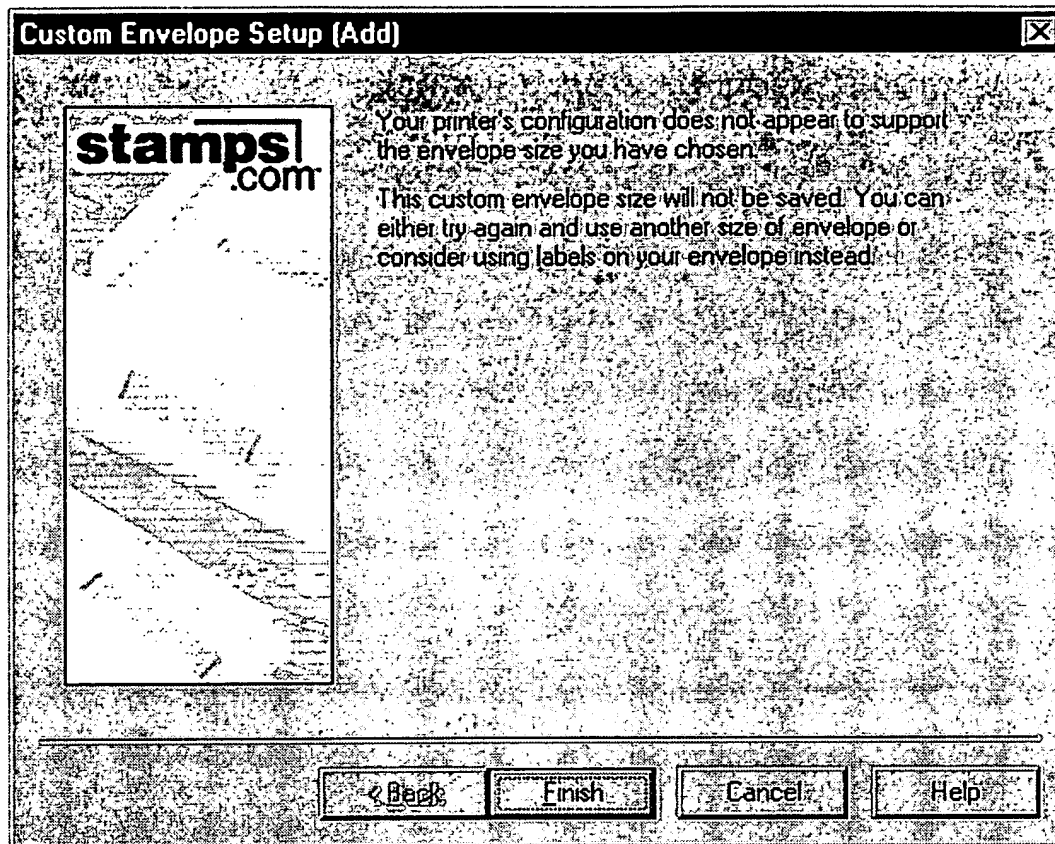 Custom Envelope Setup (Add)
stamps
.com
Your printer's configuration does not appear to support
the envelope size you have chosen.
This custom envelope size will not be saved. You can
either try again and use another size of envelope or
consider using labels on your envelope instead.
< Back
Finish
Cancel
Help